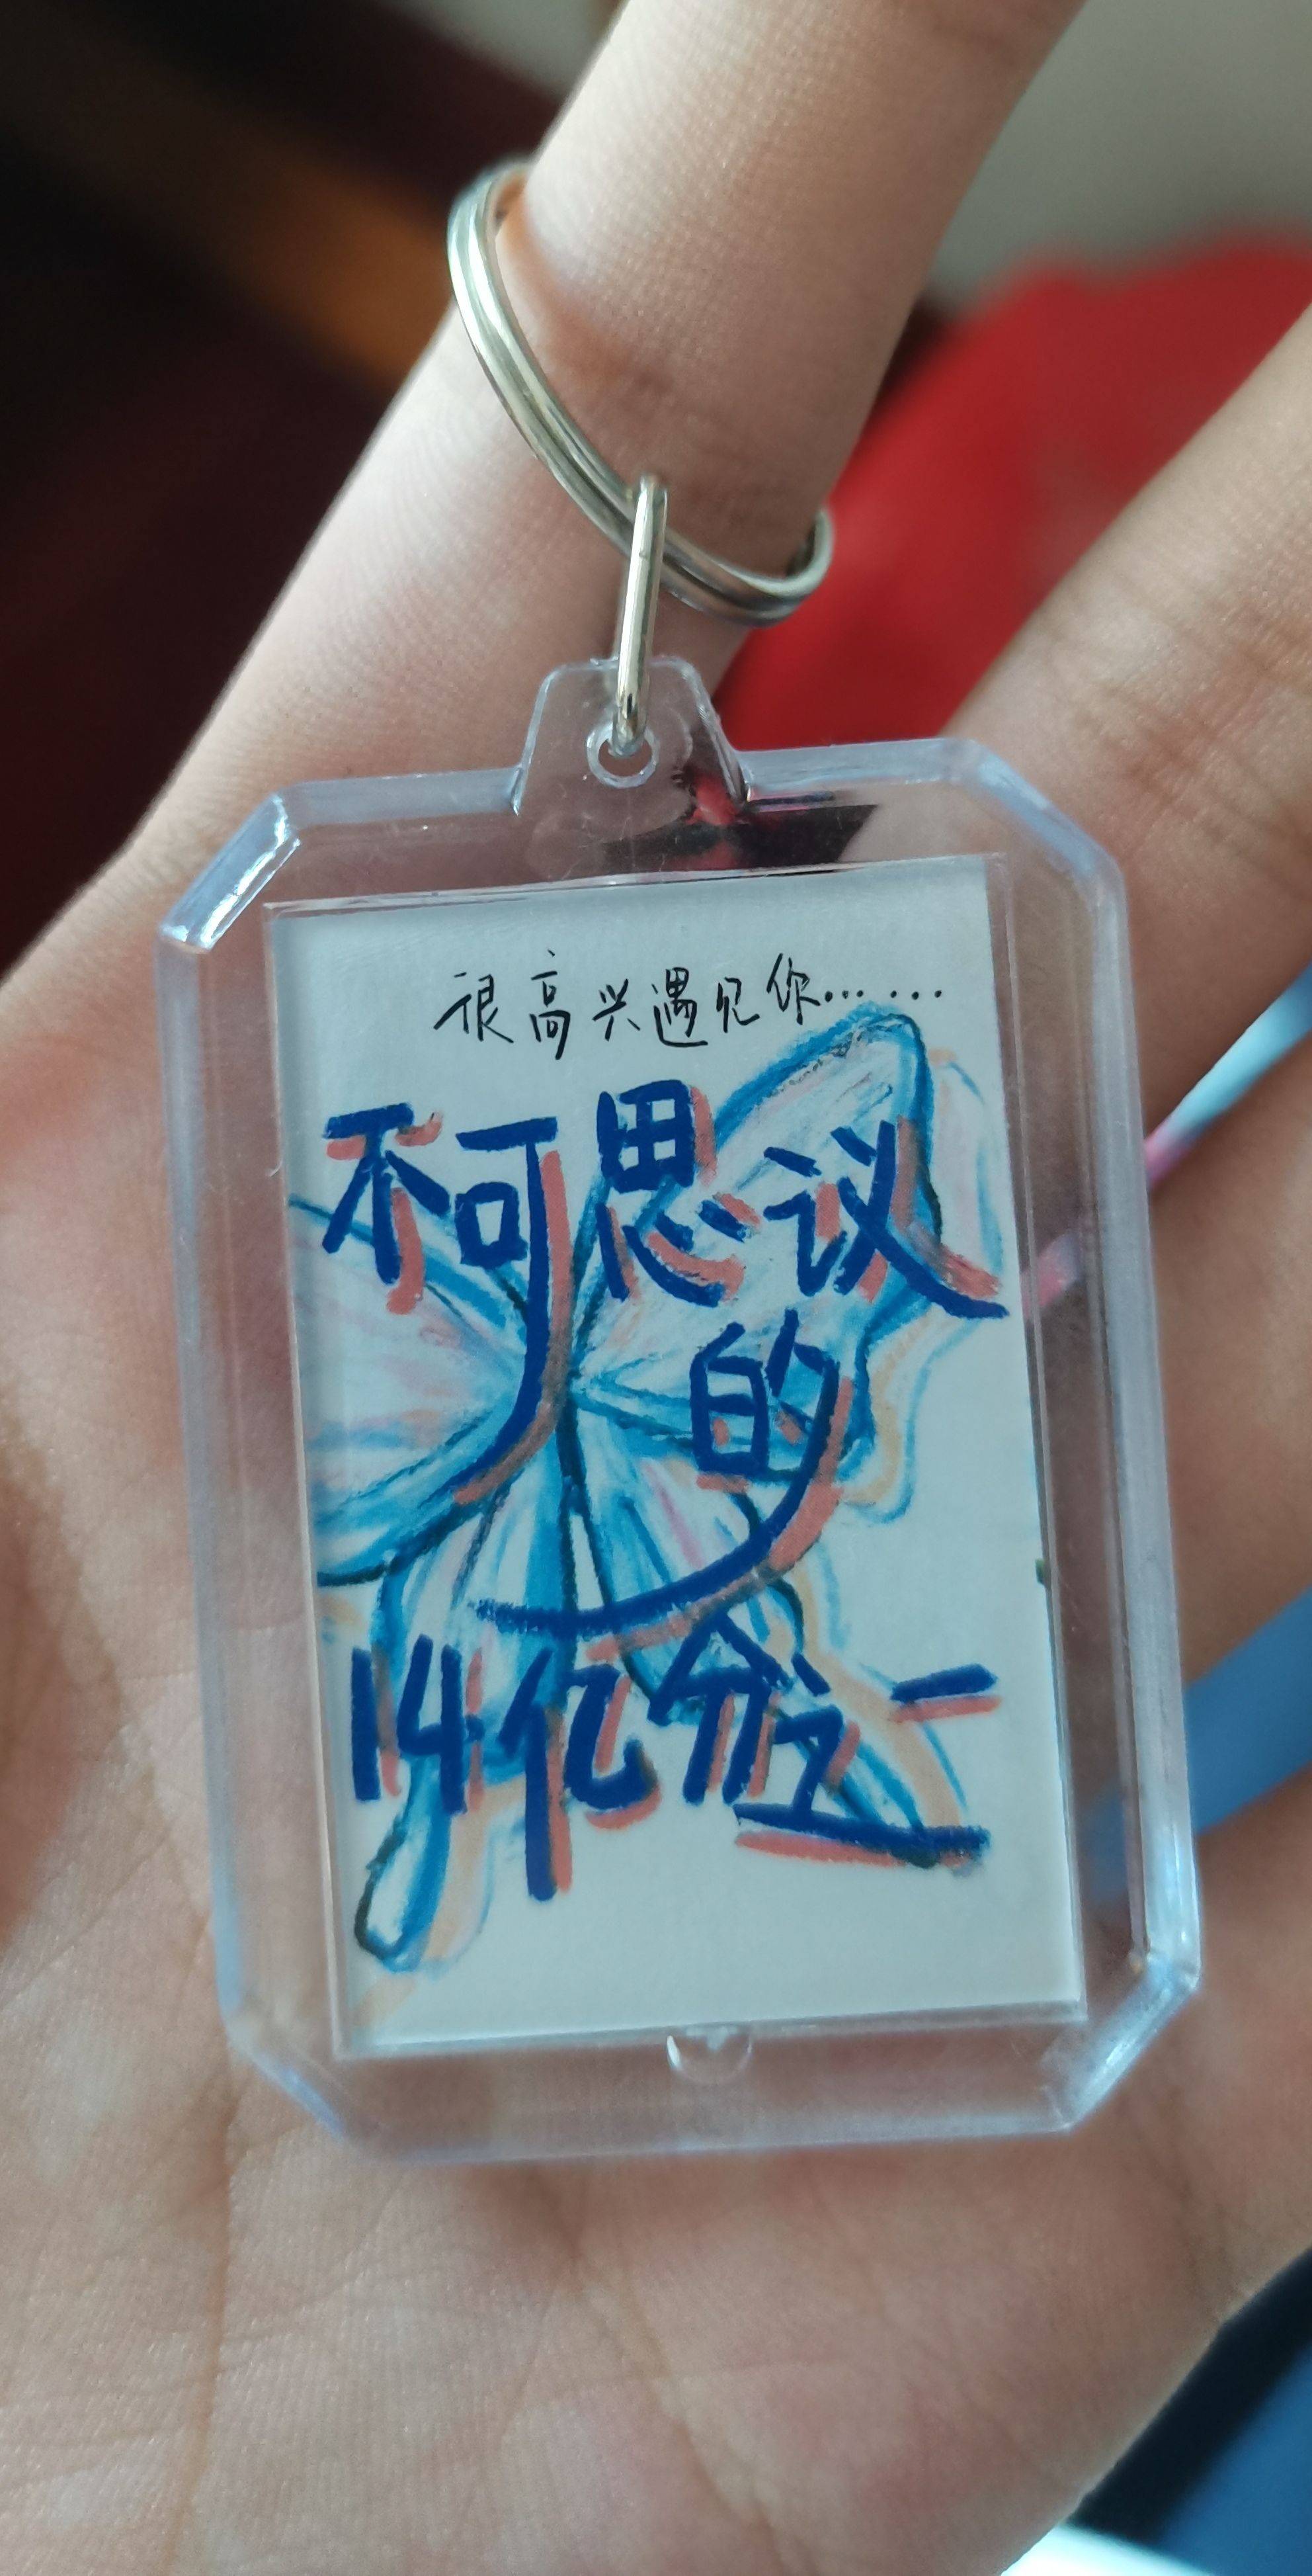 很高兴遇见你……
不可思议
的
14亿分之一